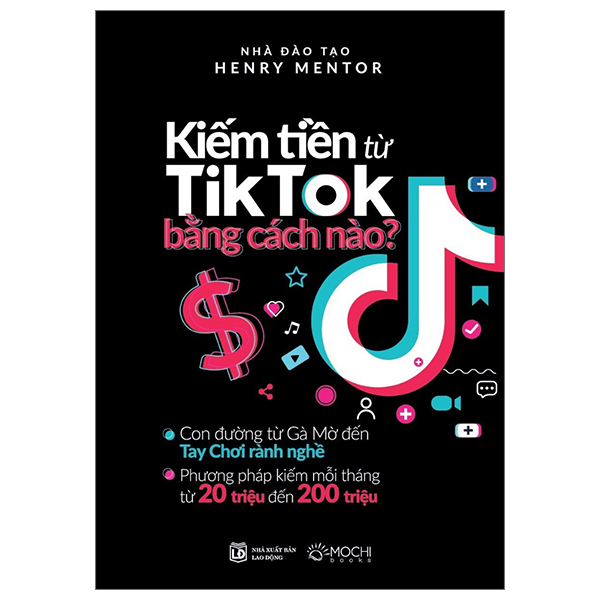 NHÀ ĐÀO TẠO
HENRY MENTOR
Kiếm tiền từ
TikTok
bằng cách nào?
Con đường từ Gà Mờ đến
Tay Chơi rành nghề
Phương pháp kiếm mỗi tháng
từ 20 triệu đến 200 triệu
LĐ
NHÀ XUẤT BẢN
LAO ĐỘNG
MOCHI
books